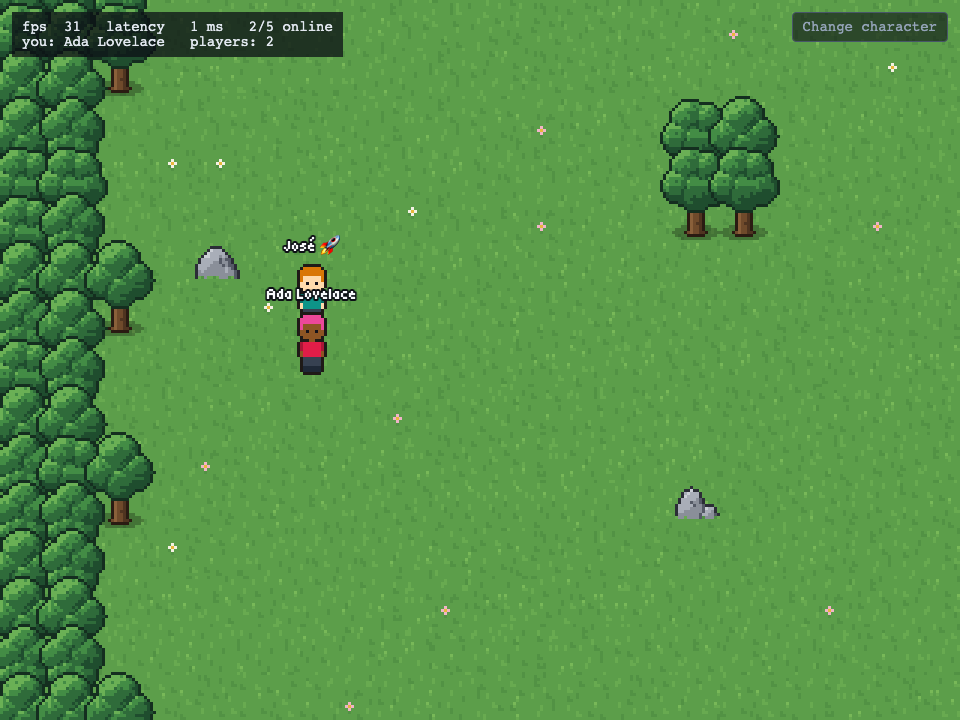 fps 31 latency 1 ms 2/5 online
you: Ada Lovelace players: 2
Change character
José 🚀
Ada Lovelace